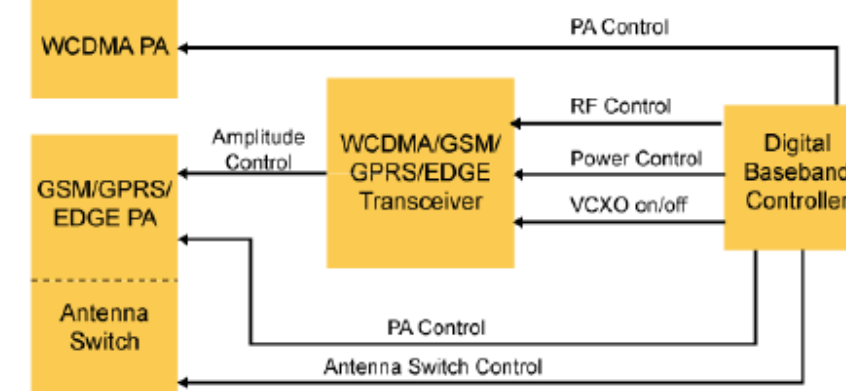 PA Control
WCDMA PA
RF Control
Amplitude
Control
WCDMA/GSM/
GPRS/EDGE
Transceiver
Power Control
Digital
Baseband
Controller
GSM/GPRS/
EDGE PA
VCXO on/off
Antenna
Switch
PA Control
Antenna Switch Control